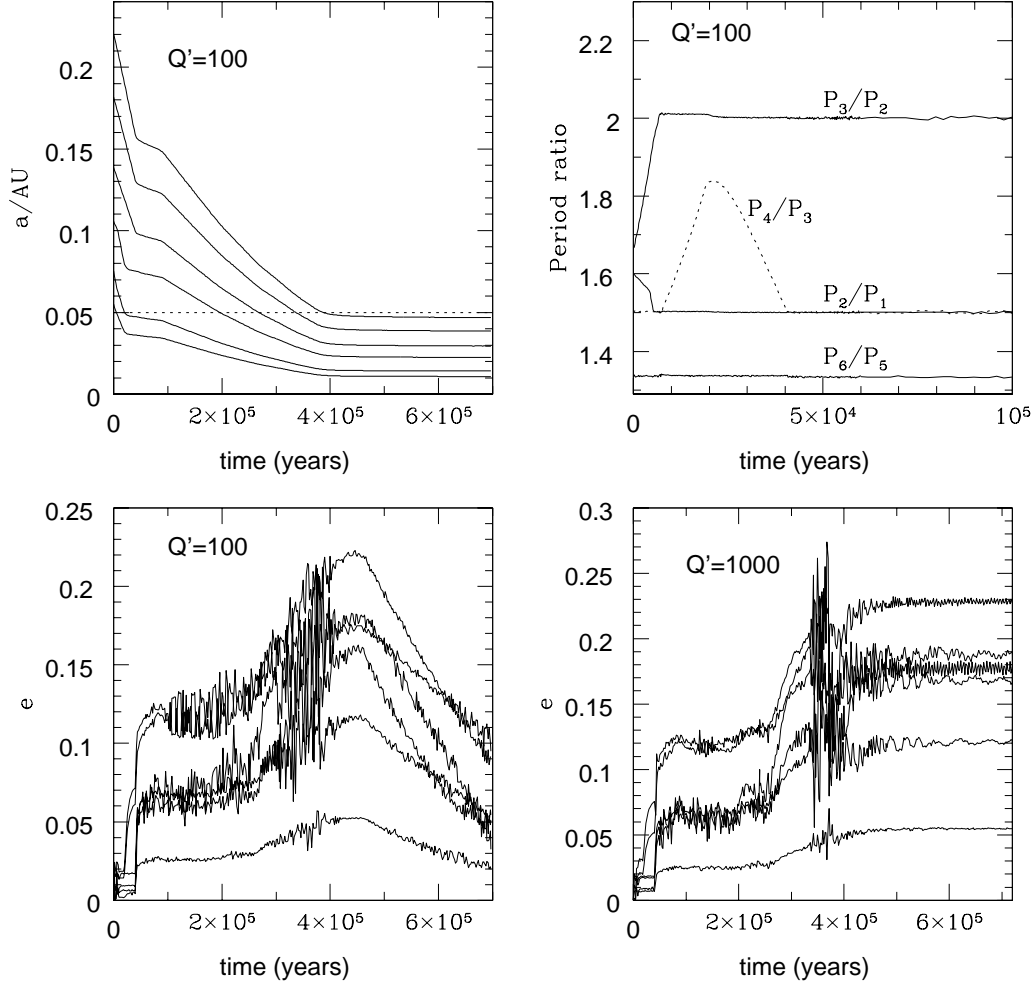 Q'=100
a/AU
0.2
0.15
0.1
0.05
0
0
2×10⁵
4×10⁵
6×10⁵
time (years)
Q'=100
Period ratio
2.2
2
1.8
1.6
1.4
P₃/P₂
P₄/P₃
P₂/P₁
P₆/P₅
0
5×10⁴
10⁵
time (years)
Q'=100
e
0.25
0.2
0.15
0.1
0.05
0
0
2×10⁵
4×10⁵
6×10⁵
time (years)
Q'=1000
e
0.3
0.25
0.2
0.15
0.1
0.05
0
0
2×10⁵
4×10⁵
6×10⁵
time (years)